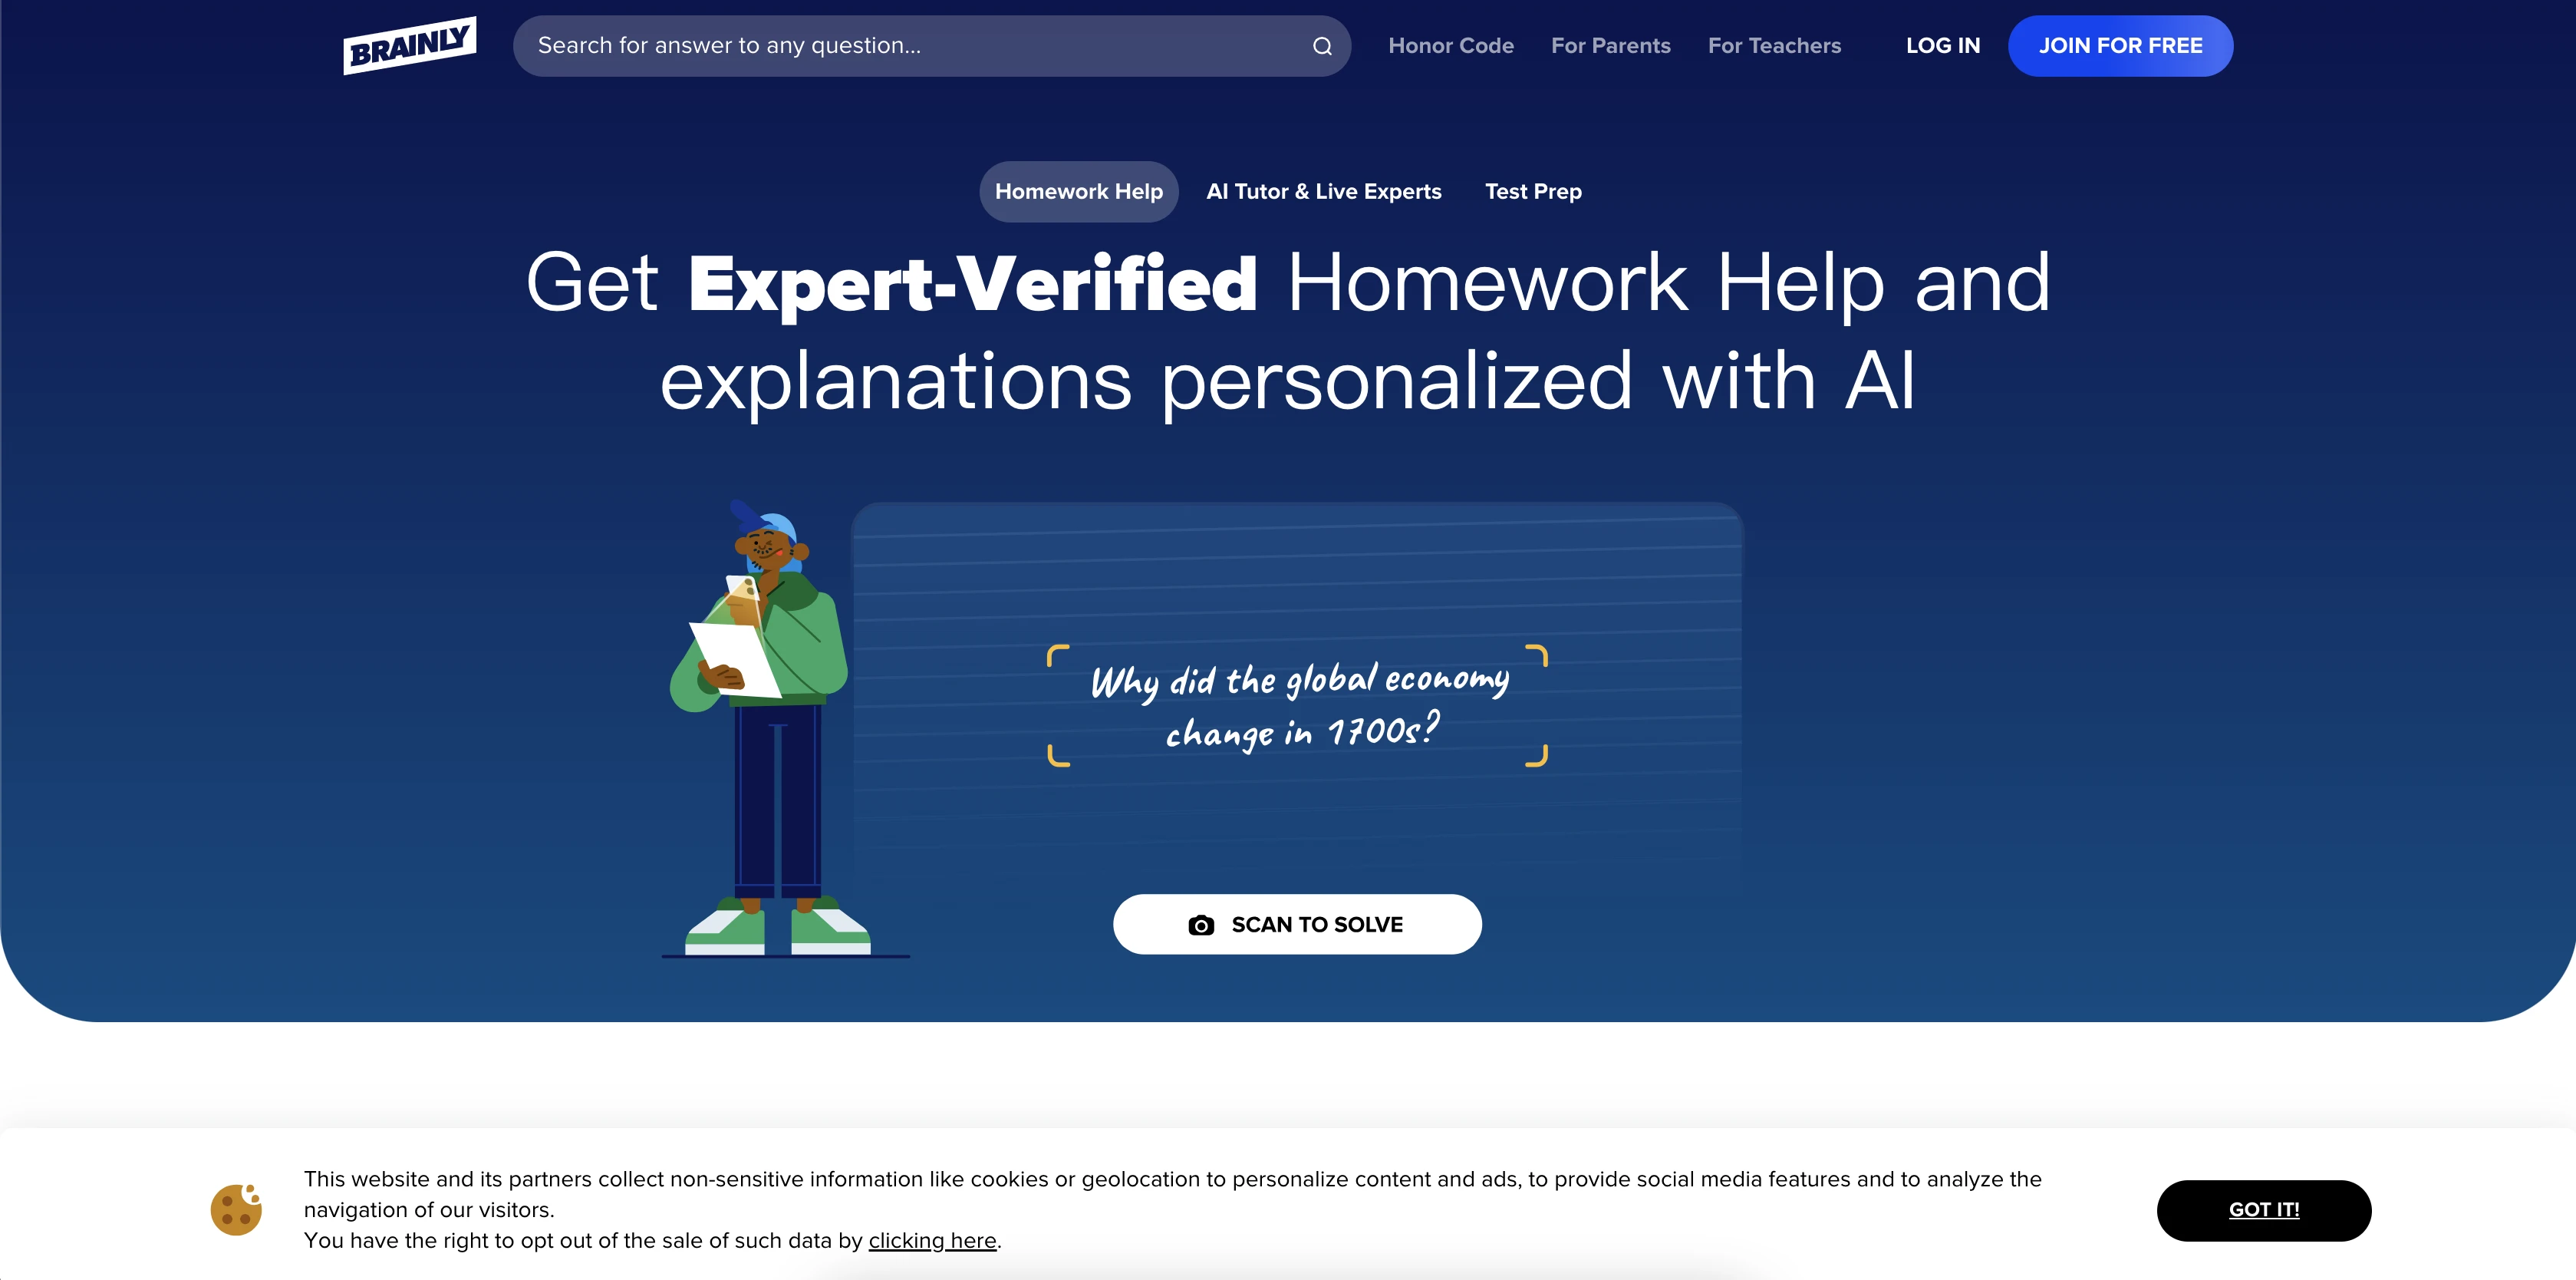 BRAINLY
Search for answer to any question...
Honor Code
For Parents
For Teachers
LOG IN
JOIN FOR FREE
Homework Help
AI Tutor & Live Experts
Test Prep
Get Expert-Verified Homework Help and
explanations personalized with AI
Why did the global economy
change in 1700s?
SCAN TO SOLVE
This website and its partners collect non-sensitive information like cookies or geolocation to personalize content and ads, to provide social media features and to analyze the
navigation of our visitors.
You have the right to opt out of the sale of such data by clicking here.
GOT IT!